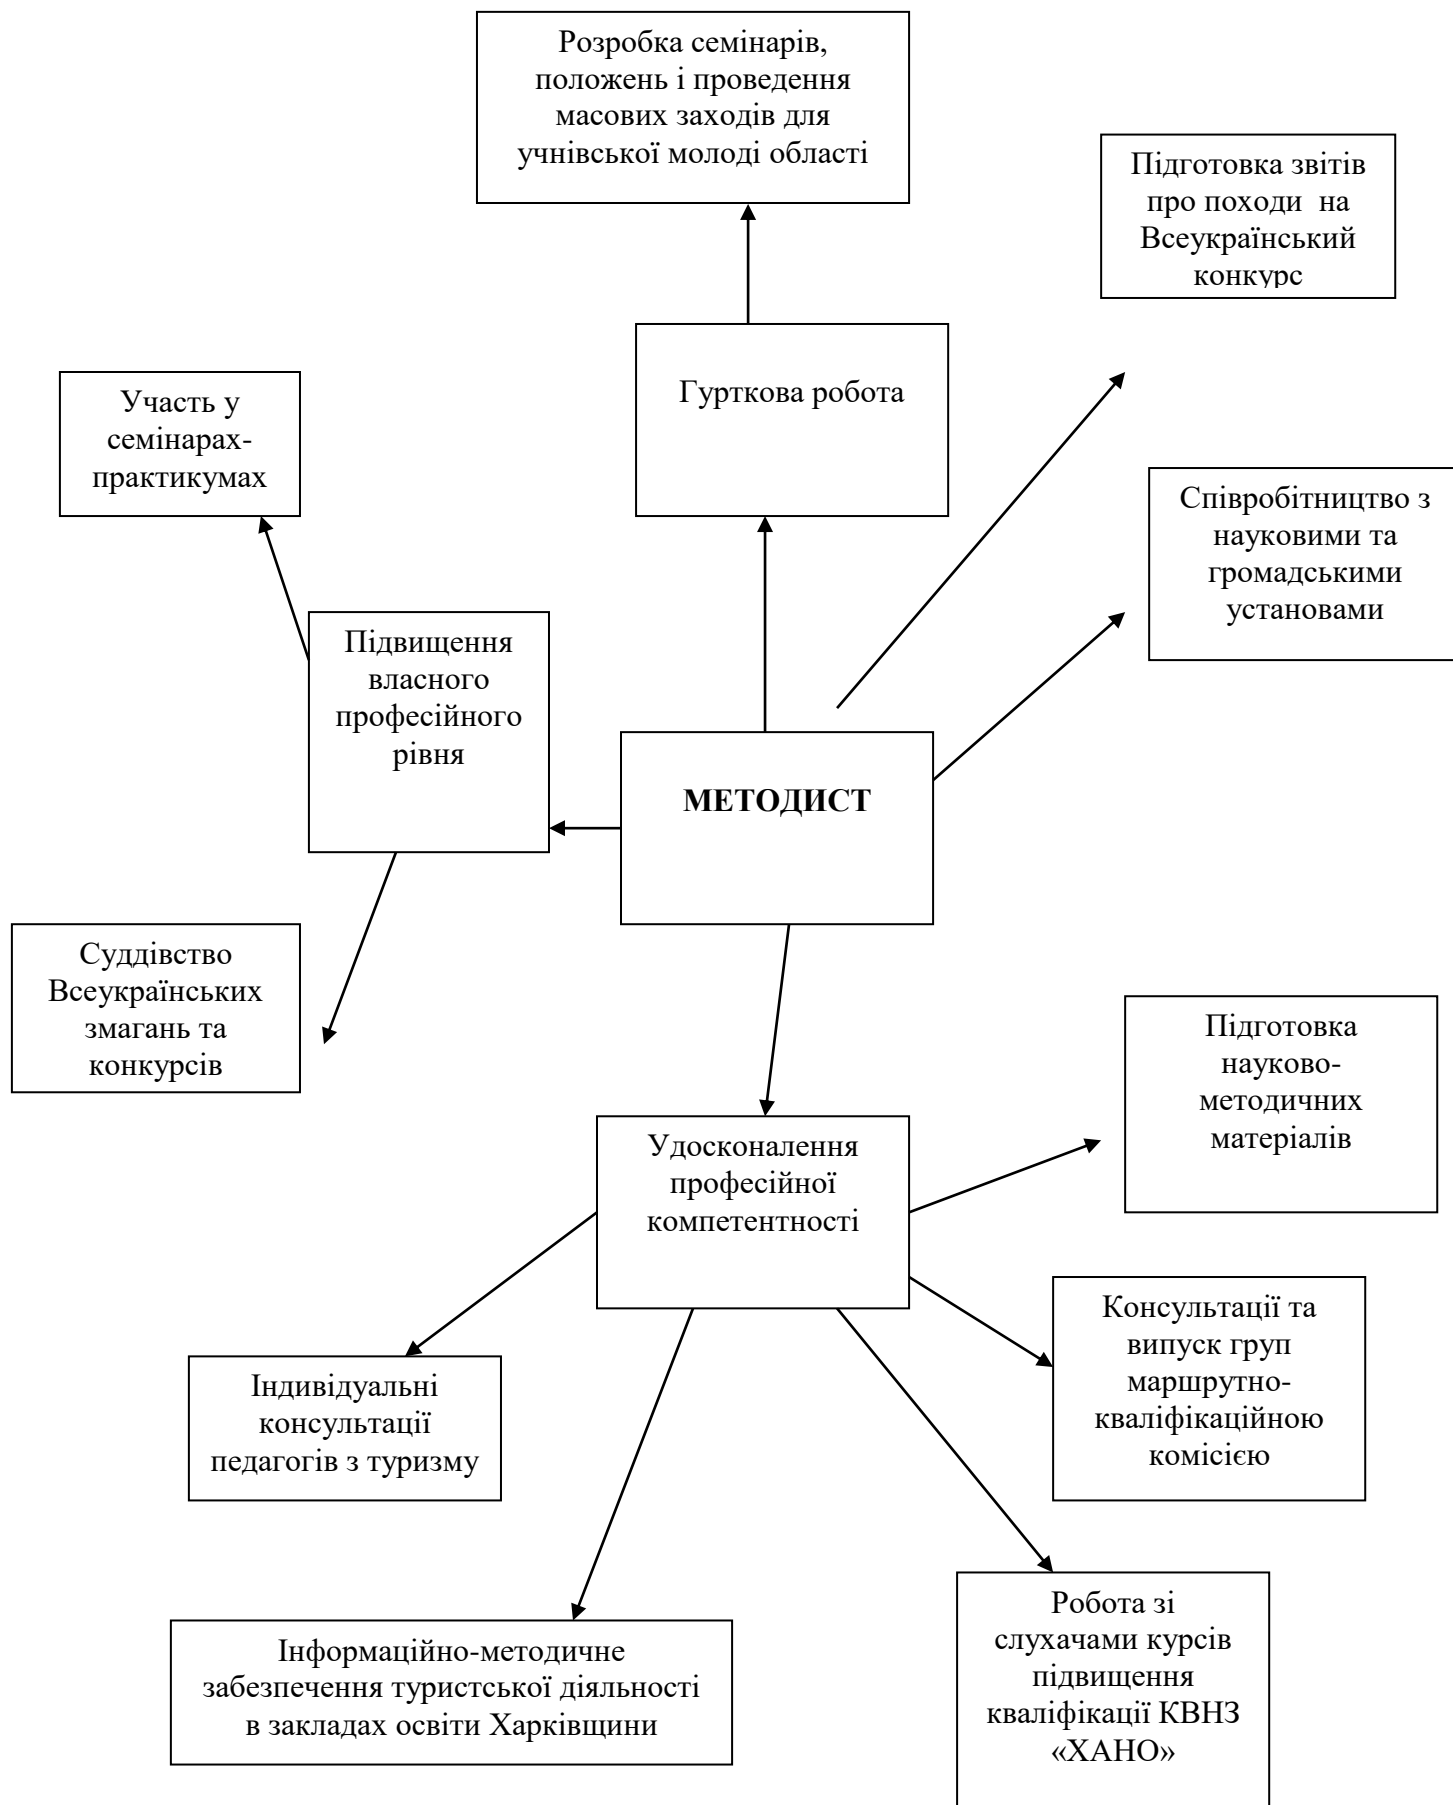 Розробка семінарів,
положень і проведення
масових заходів для
учнівської молоді області
Підготовка звітів
про походи  на
Всеукраїнський
конкурс
Гурткова робота
Участь у
семінарах-
практикумах
Співробітництво з
науковими та
громадськими
установами
Підвищення
власного
професійного
рівня
МЕТОДИСТ
Суддівство
Всеукраїнських
змагань та
конкурсів
Підготовка
науково-
методичних
матеріалів
Удосконалення
професійної
компетентності
Консультації та
випуск груп
маршрутно-
кваліфікаційною
комісією
Індивідуальні
консультації
педагогів з туризму
Робота зі
слухачами курсів
підвищення
кваліфікації КВНЗ
«ХАНО»
Інформаційно-методичне
забезпечення туристської діяльності
в закладах освіти Харківщини